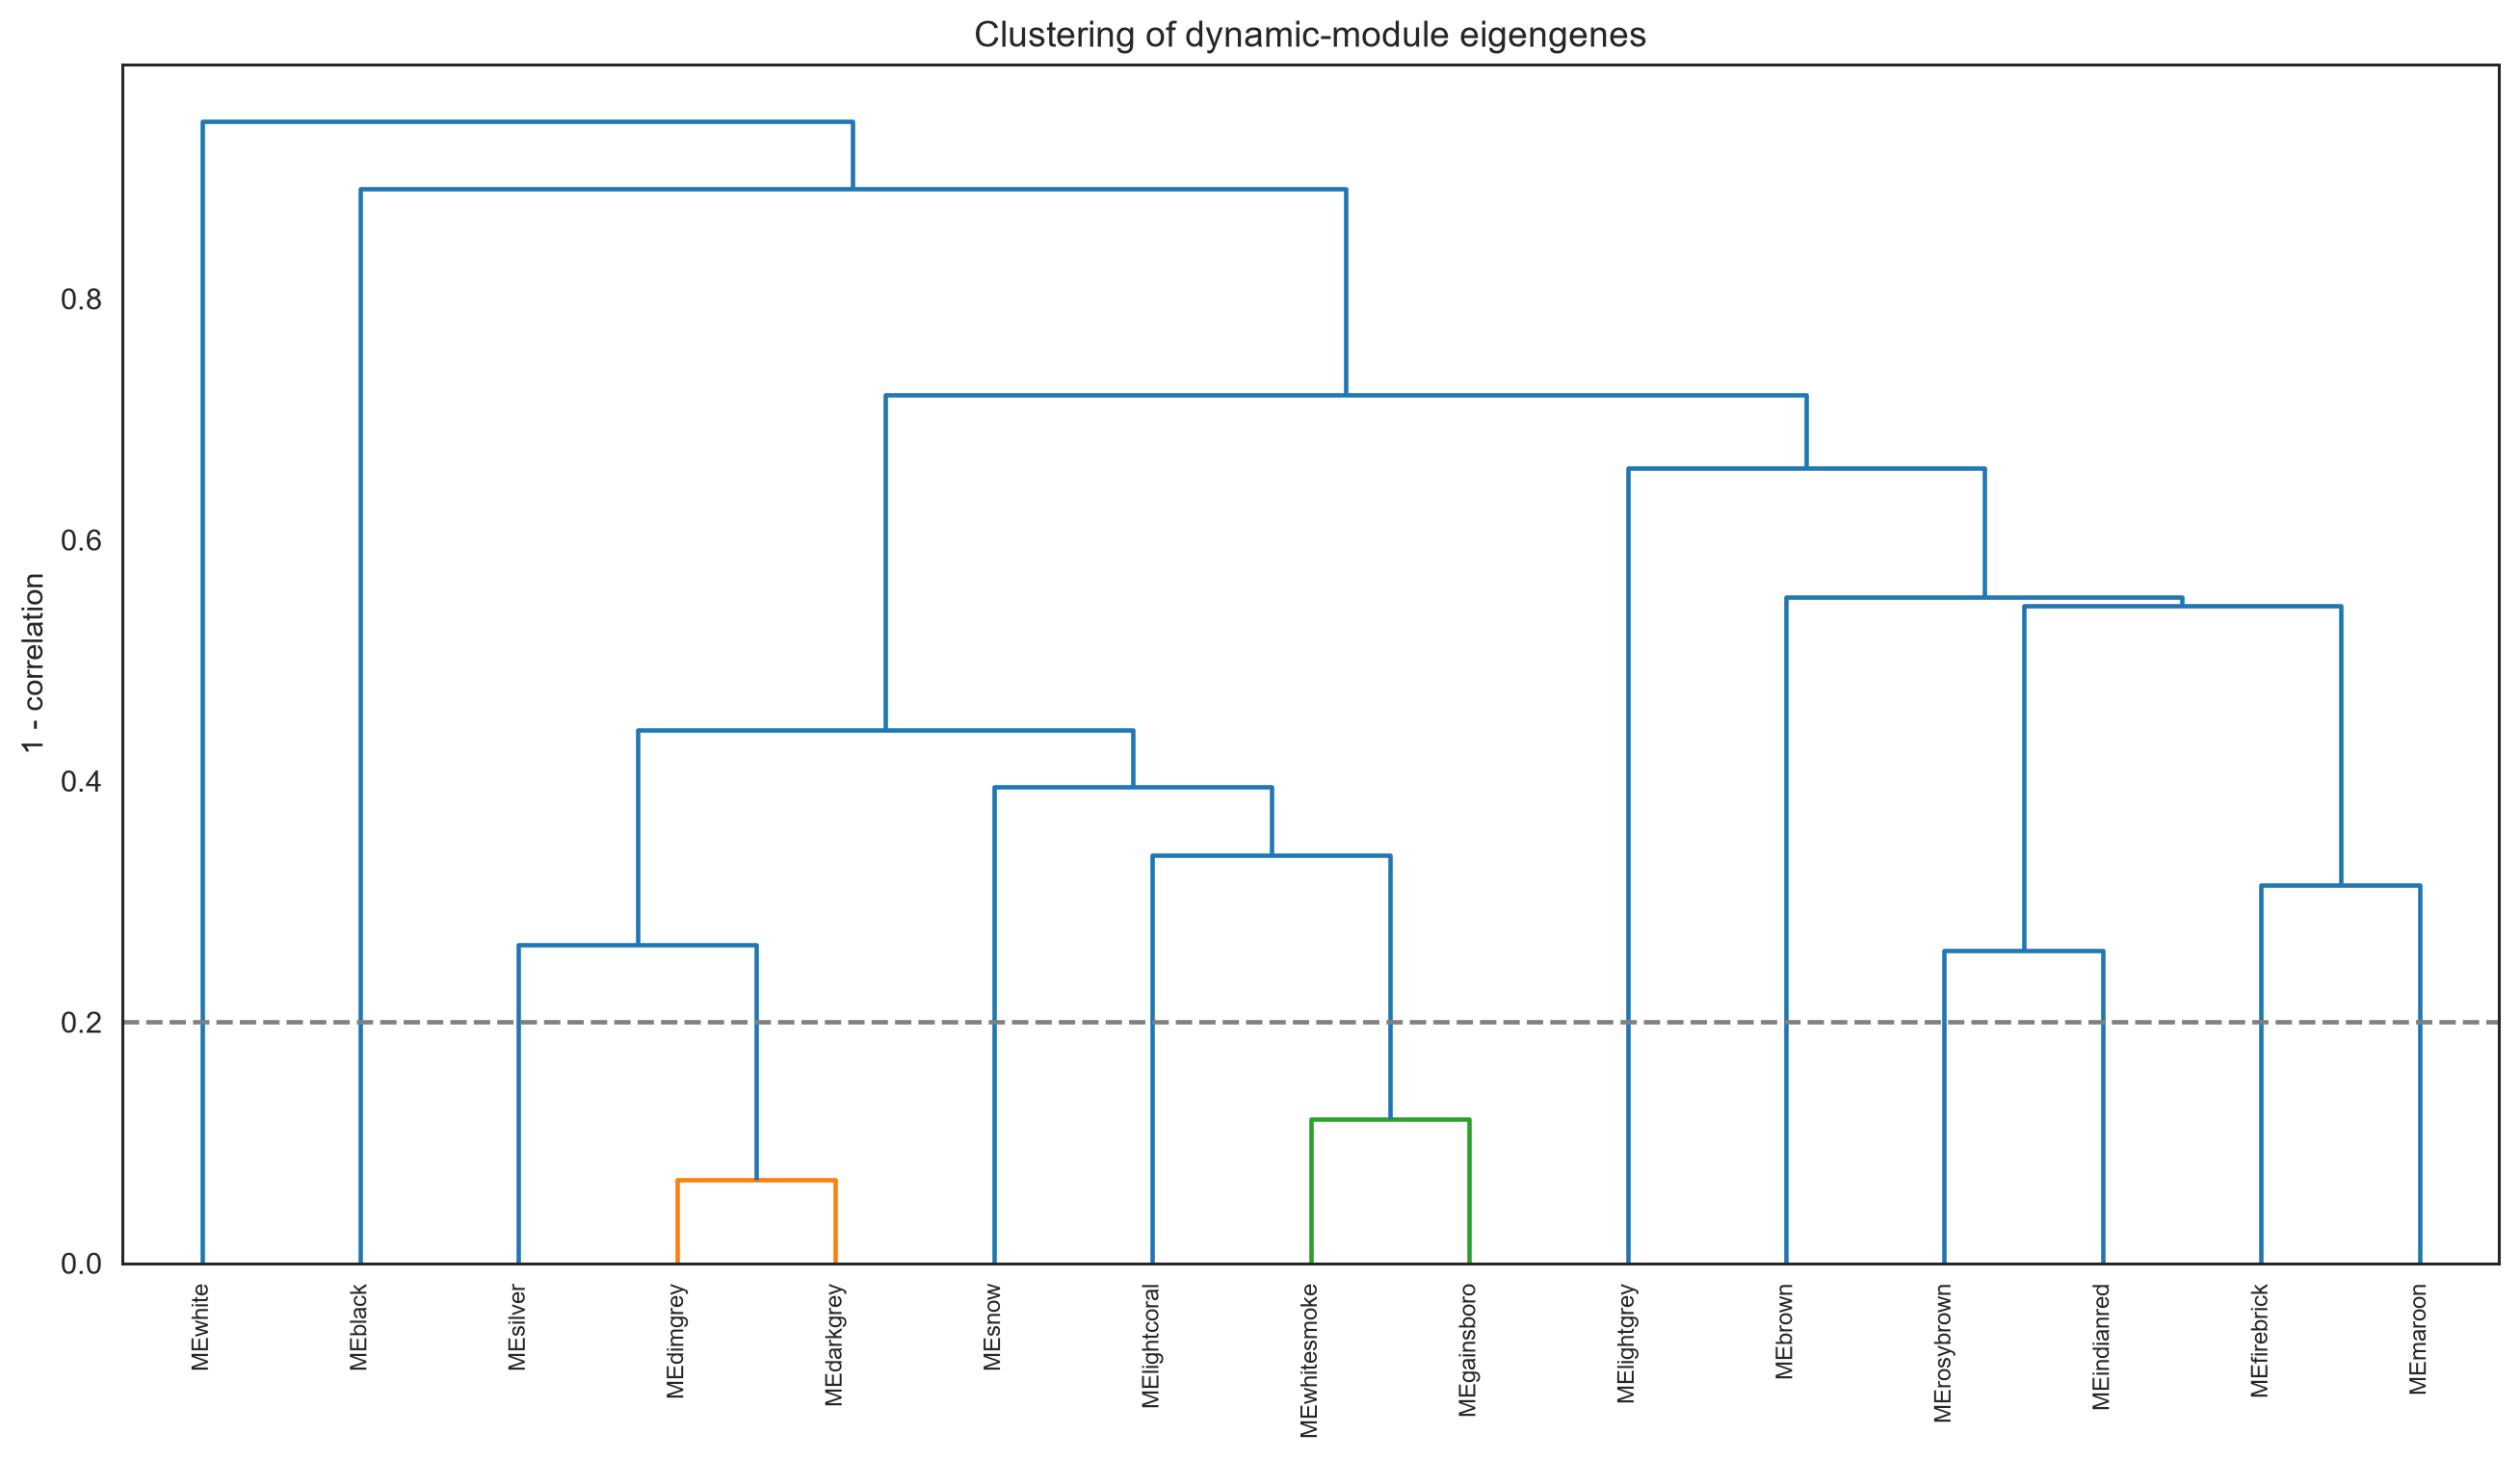 Clustering of dynamic-module eigengenes
1 - correlation
0.8
0.6
0.4
0.2
0.0
MEwhite
MEblack
MEsilver
MEdimgrey
MEdarkgrey
MEsnow
MElightcoral
MEwhitesmoke
MEgainsboro
MElightgrey
MEbrown
MErosybrown
MEindianred
MEfirebrick
MEmaroon